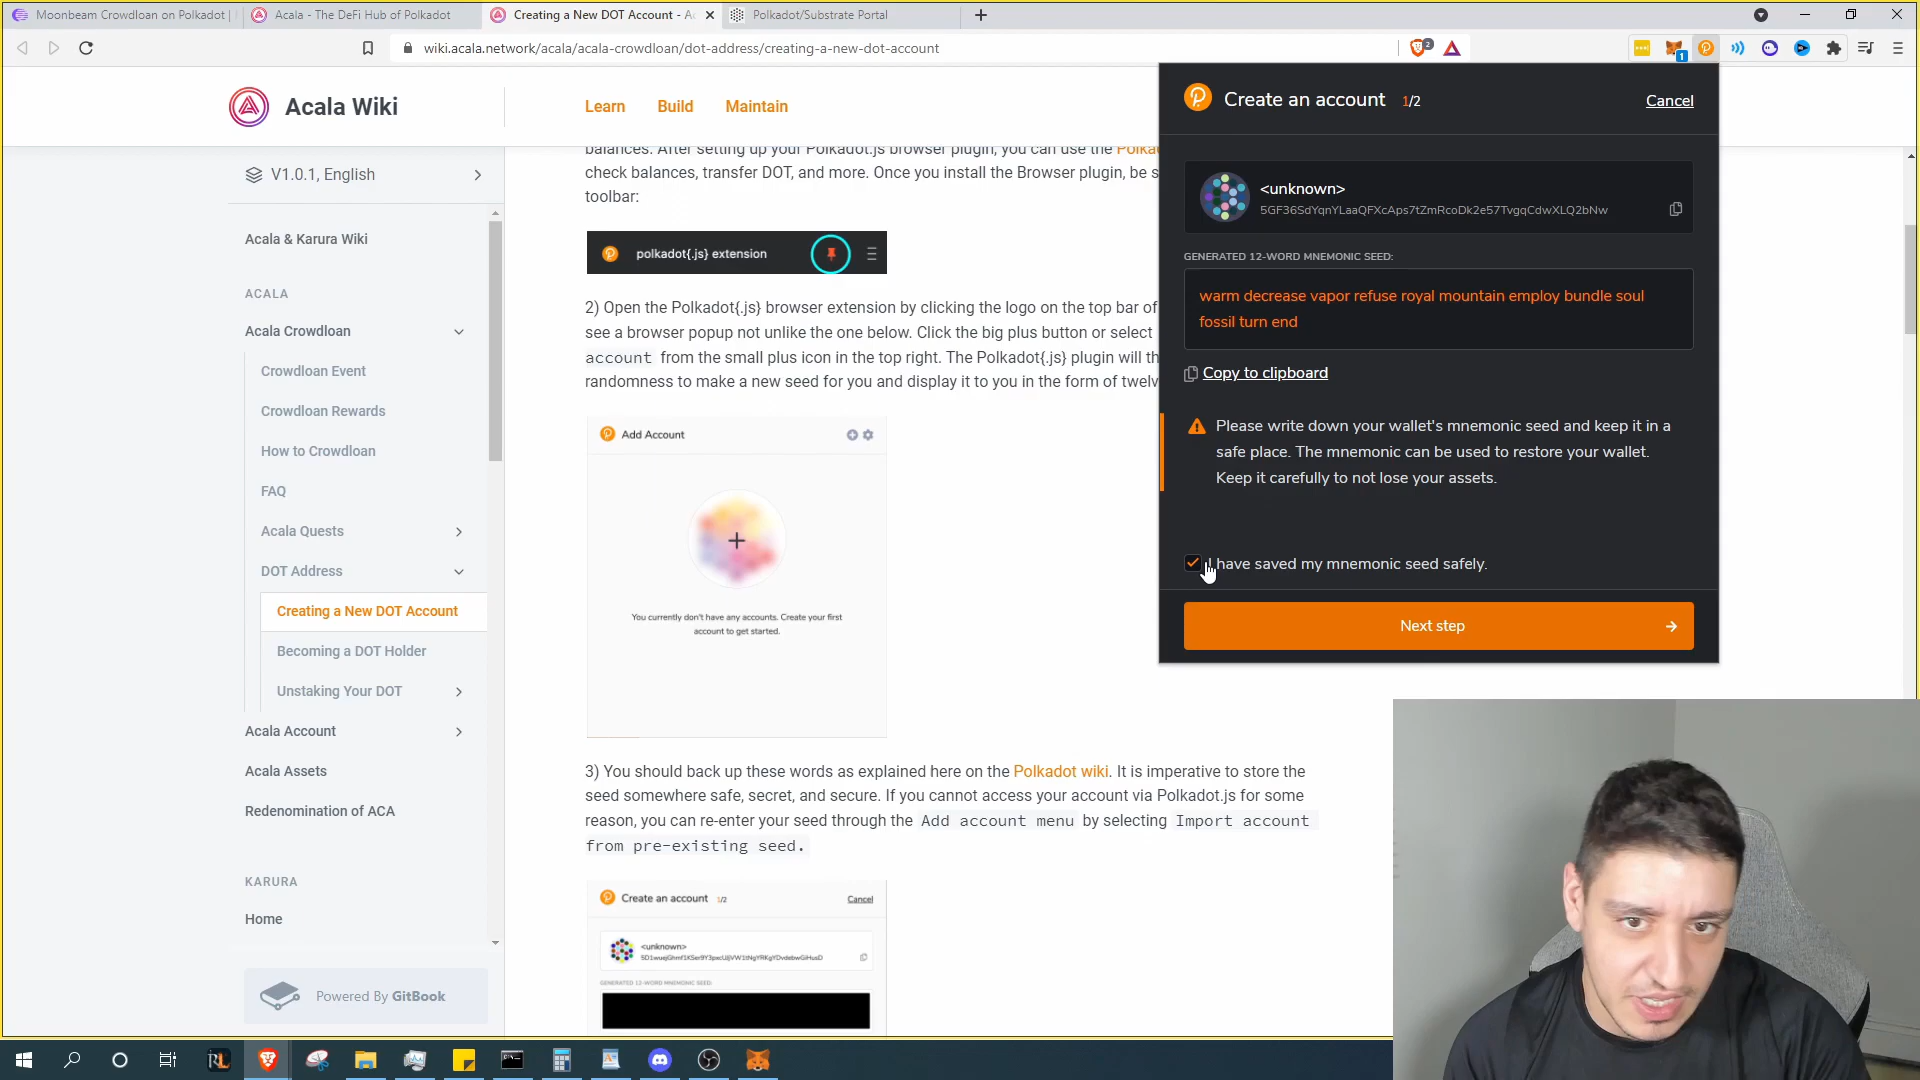 Moonbeam Crowdloan on Polkadot |
Acala - The DeFi Hub of Polkadot
Creating a New DOT Account - Ac
Polkadot/Substrate Portal
wiki.acala.network/acala/acala-crowdloan/dot-address/creating-a-new-dot-account
2
1
Acala Wiki
Learn
Build
Maintain
V1.0.1, English
Acala & Karura Wiki
ACALA
Acala Crowdloan
Crowdloan Event
Crowdloan Rewards
How to Crowdloan
FAQ
Acala Quests
DOT Address
Creating a New DOT Account
Becoming a DOT Holder
Unstaking Your DOT
Acala Account
Acala Assets
Redenomination of ACA
KARURA
Home
Powered By GitBook
balances. After setting up your Polkadot.js browser plugin, you can use the Polkad
check balances, transfer DOT, and more. Once you install the Browser plugin, be s
toolbar:
polkadot{.js} extension
2) Open the Polkadot{.js} browser extension by clicking the logo on the top bar of
see a browser popup not unlike the one below. Click the big plus button or select
account from the small plus icon in the top right. The Polkadot{.js} plugin will th
randomness to make a new seed for you and display it to you in the form of twelve
Add Account
You currently don't have any accounts. Create your first
account to get started.
3) You should back up these words as explained here on the Polkadot wiki. It is imperative to store the
seed somewhere safe, secret, and secure. If you cannot access your account via Polkadot.js for some
reason, you can re-enter your seed through the Add account menu by selecting Import account
from pre-existing seed.
Create an account 1/2
Cancel
<unknown>
GENERATED 12-WORD MNEMONIC SEED:
Create an account 1/2
Cancel
<unknown>
5GF36SdYqnYLaaQFXcAps7tZmRcoDk2e57TvgqCdwXLQ2bNw
GENERATED 12-WORD MNEMONIC SEED:
warm decrease vapor refuse royal mountain employ bundle soul
fossil turn end
Copy to clipboard
Please write down your wallet's mnemonic seed and keep it in a
safe place. The mnemonic can be used to restore your wallet.
Keep it carefully to not lose your assets.
I have saved my mnemonic seed safely.
Next step